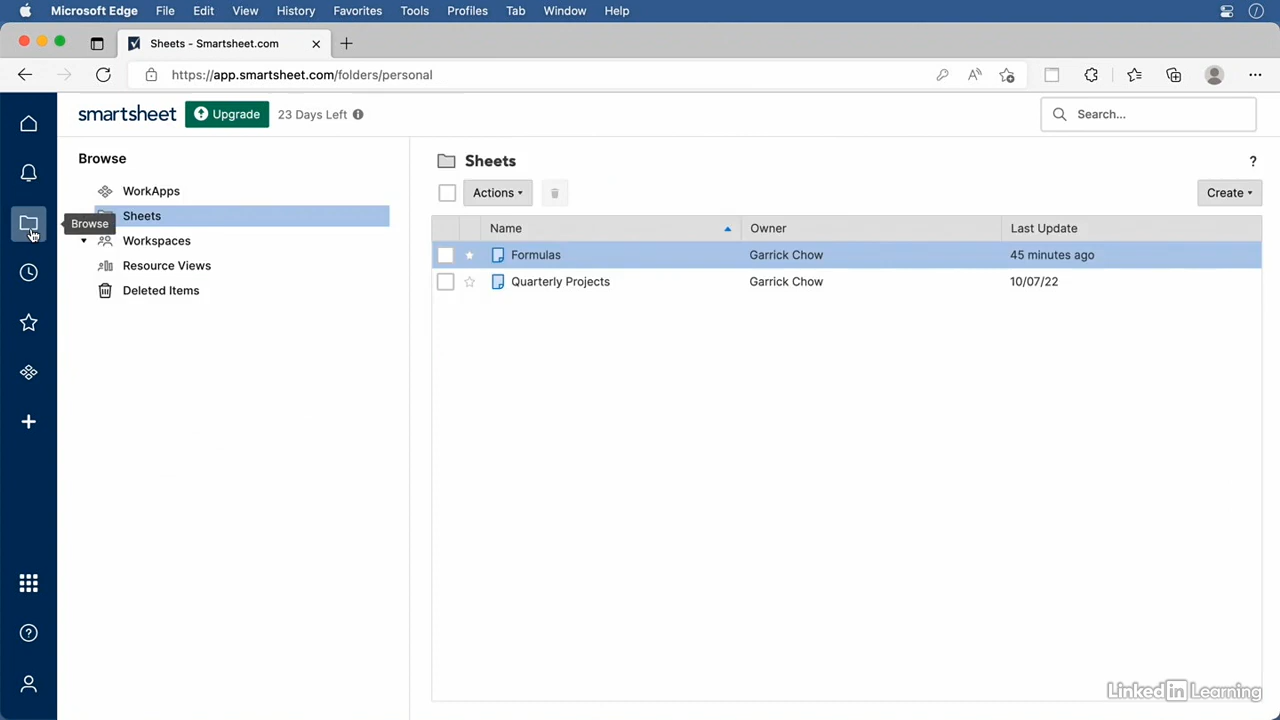 Microsoft Edge File Edit View History Favorites Tools Profiles Tab Window Help
Sheets - Smartsheet.com
https://app.smartsheet.com/folders/personal
smartsheet Upgrade 23 Days Left Search...
Browse
WorkApps
Sheets
Browse
Workspaces
Resource Views
Deleted Items
Sheets ?
Actions Create
Name Owner Last Update
Formulas Garrick Chow 45 minutes ago
Quarterly Projects Garrick Chow 10/07/22
LinkedIn Learning